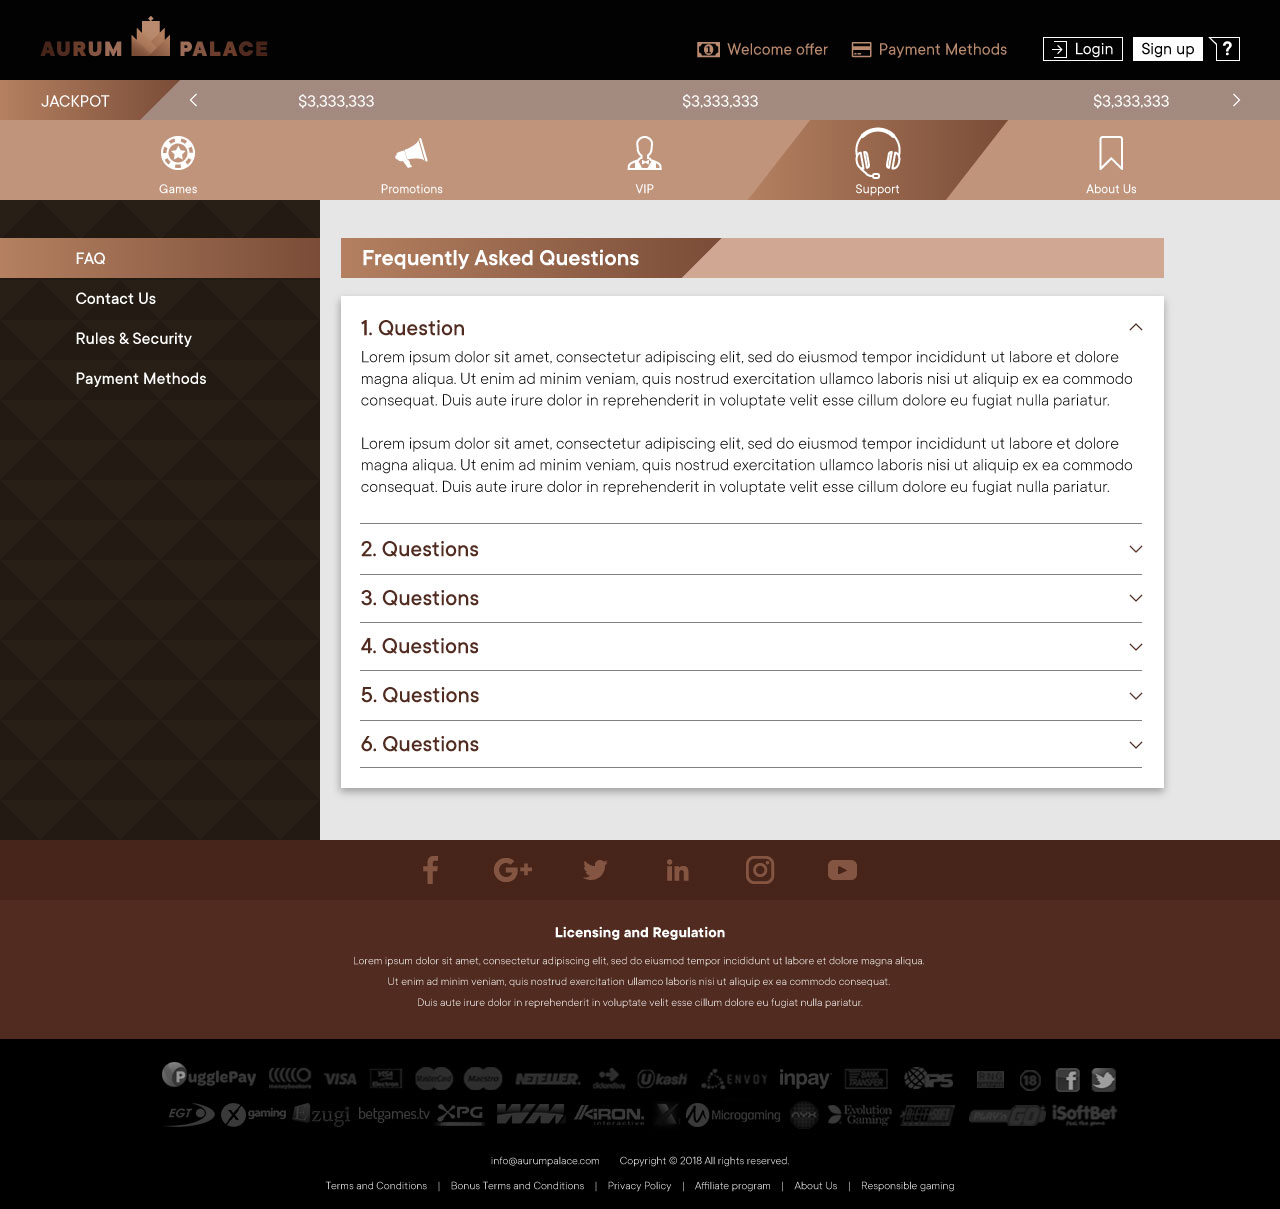 AURUM PALACE
Welcome offer
Payment Methods
Login
Sign up
?
JACKPOT
$3,333,333
$3,333,333
$3,333,333
Games
Promotions
VIP
Support
About Us
FAQ
Contact Us
Rules & Security
Payment Methods
Frequently Asked Questions
1. Question
Lorem ipsum dolor sit amet, consectetur adipiscing elit, sed do eiusmod tempor incididunt ut labore et dolore
magna aliqua. Ut enim ad minim veniam, quis nostrud exercitation ullamco laboris nisi ut aliquip ex ea commodo
consequat. Duis aute irure dolor in reprehenderit in voluptate velit esse cillum dolore eu fugiat nulla pariatur.
Lorem ipsum dolor sit amet, consectetur adipiscing elit, sed do eiusmod tempor incididunt ut labore et dolore
magna aliqua. Ut enim ad minim veniam, quis nostrud exercitation ullamco laboris nisi ut aliquip ex ea commodo
consequat. Duis aute irure dolor in reprehenderit in voluptate velit esse cillum dolore eu fugiat nulla pariatur.
2. Questions
3. Questions
4. Questions
5. Questions
6. Questions
Licensing and Regulation
Lorem ipsum dolor sit amet, consectetur adipiscing elit, sed do eiusmod tempor incididunt ut labore et dolore magna aliqua.
Ut enim ad minim veniam, quis nostrud exercitation ullamco laboris nisi ut aliquip ex ea commodo consequat.
Duis aute irure dolor in reprehenderit in voluptate velit esse cillum dolore eu fugiat nulla pariatur.
PugglePay VISA VISA Electron MasterCard Maestro NETELLER Ukash ENVOY inpay BANK TRANSFER IPS 18
EGT gaming zugi betgames.tv XPG WM KIRON INTERACTIVE X Microgaming NYX Evolution Gaming PLAY'n GO iSoftBet
info@aurumpalace.com Copyright © 2018 All rights reserved.
Terms and Conditions | Bonus Terms and Conditions | Privacy Policy | Affiliate program | About Us | Responsible gaming